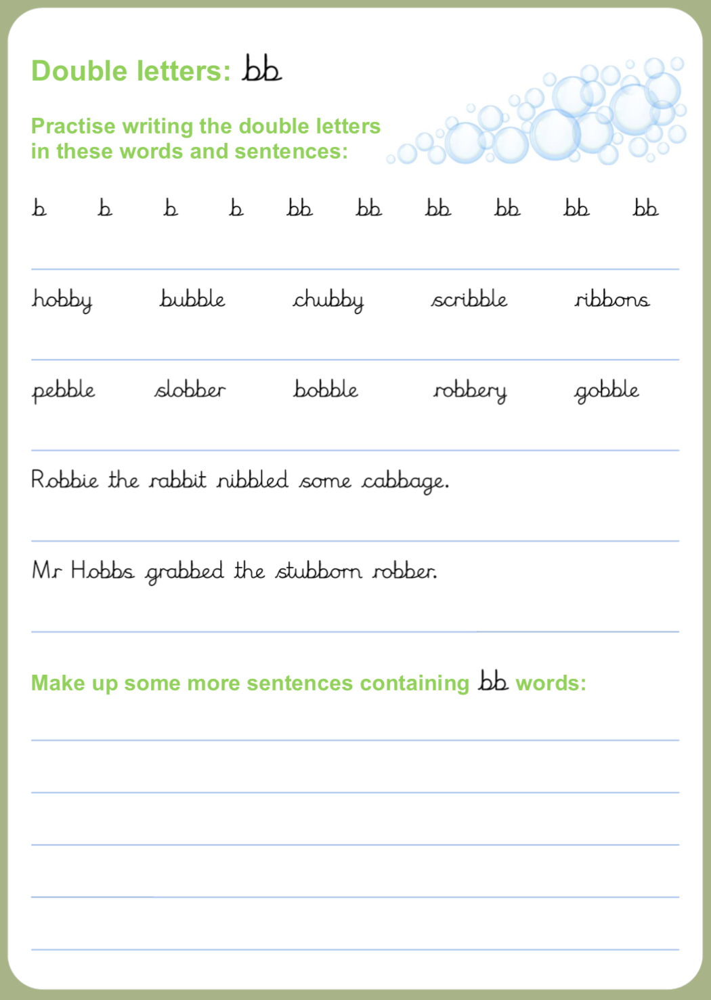 Double letters: bb
Practise writing the double letters
in these words and sentences:
b b b b bb bb bb bb bb bb
hobby bubble chubby scribble ribbons
pebble slobber bobble robbery gobble
Robbie the rabbit nibbled some cabbage.
Mr Hobbs grabbed the stubborn robber.
Make up some more sentences containing bb words: